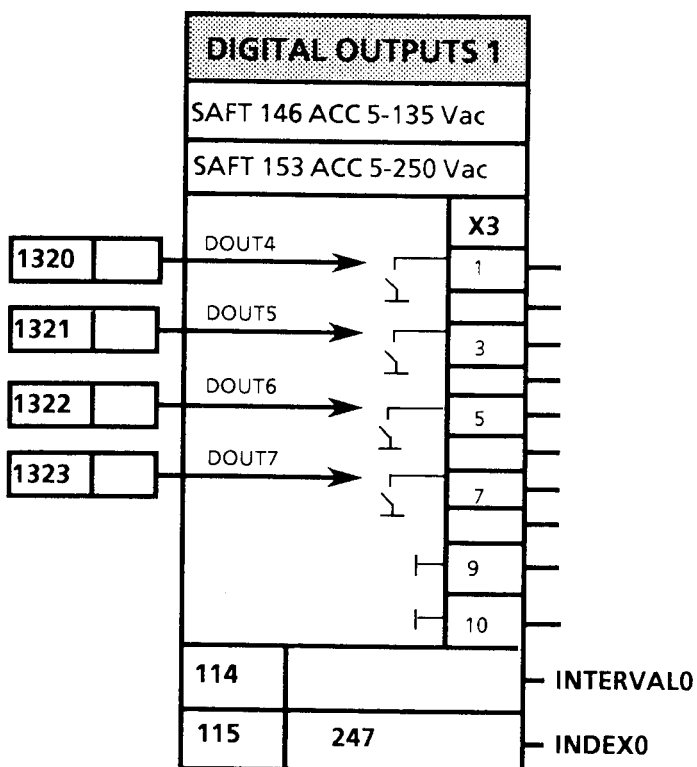 DIGITAL OUTPUTS 1
SAFT 146 ACC 5-135 Vac
SAFT 153 ACC 5-250 Vac
X3
1320 DOUT4 1
1321 DOUT5 3
1322 DOUT6 5
1323 DOUT7 7
9
10
114 INTERVAL0
115 247 INDEX0